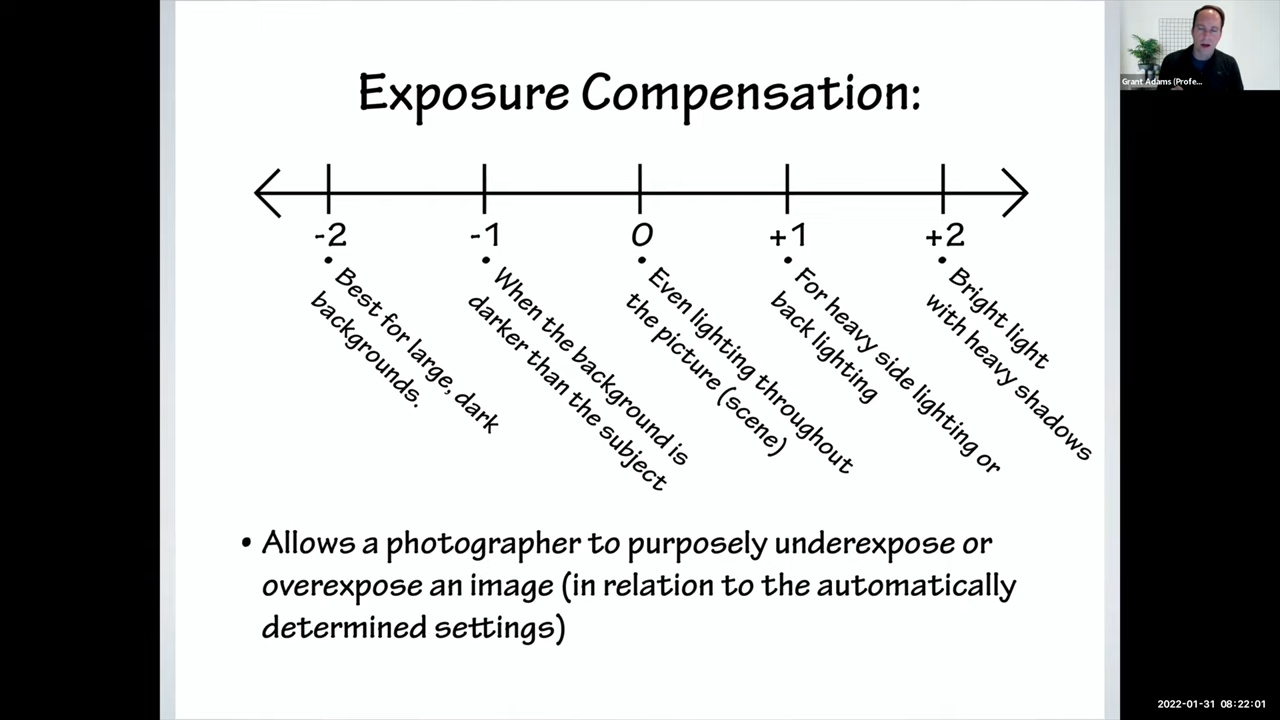 Exposure Compensation:
-2
-1
0
+1
+2
• Best for large, dark
backgrounds.
• When the background is
darker than the subject
• Even lighting throughout
the picture (scene)
• For heavy side lighting or
back lighting
• Bright light
with heavy shadows
• Allows a photographer to purposely underexpose or
overexpose an image (in relation to the automatically
determined settings)
Grant Adams (Profe...
2022-01-31 08:22:01